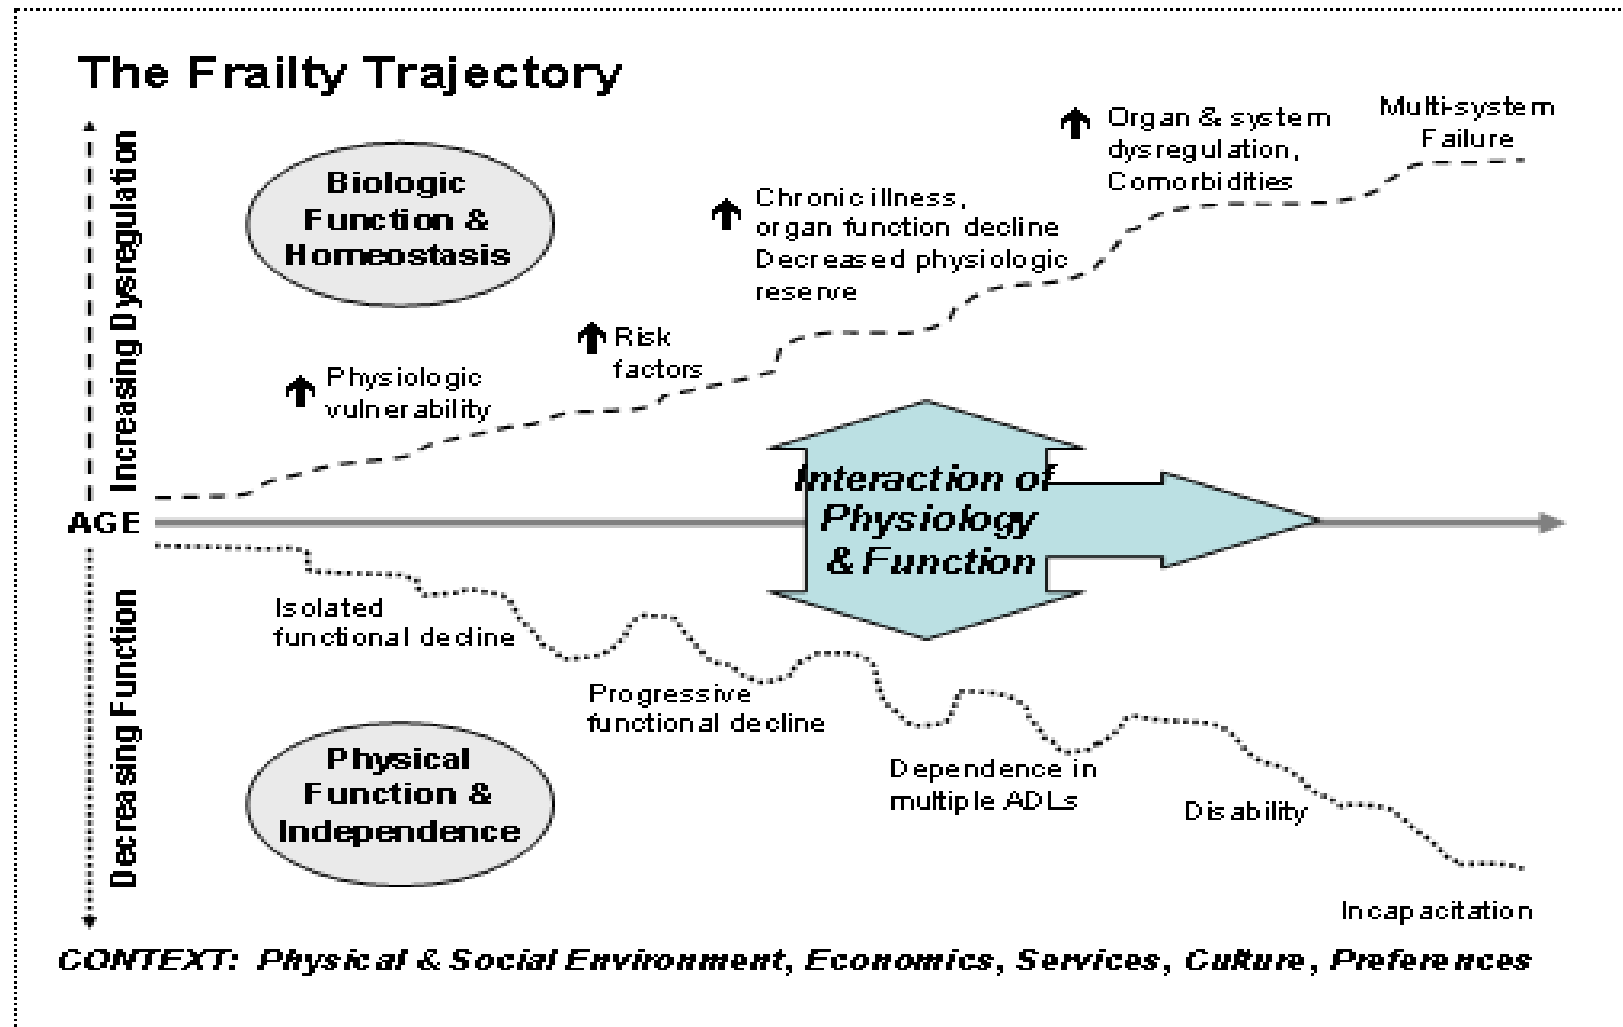 The Frailty Trajectory
Increasing Dysregulation
Biologic
Function &
Homeostasis
Physiologic
vulnerability
Risk
factors
Chronic illness,
organ function decline
Decreased physiologic
reserve
Organ & system
dysregulation,
Comorbidities
Multi-system
Failure
AGE
Interaction of
Physiology
& Function
Decreasing Function
Isolated
functional decline
Progressive
functional decline
Dependence in
multiple ADLs
Disability
Incapacitation
Physical
Function &
Independence
CONTEXT: Physical & Social Environment, Economics, Services, Culture, Preferences